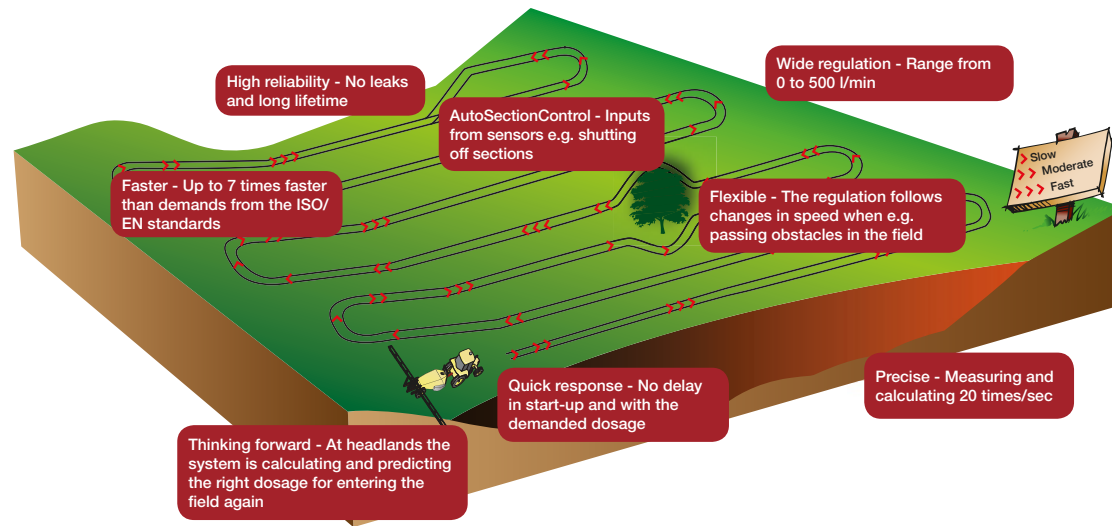 High reliability - No leaks
and long lifetime
Wide regulation - Range from
0 to 500 l/min
AutoSectionControl - Inputs
from sensors e.g. shutting
off sections
Slow
Moderate
Fast
Faster - Up to 7 times faster
than demands from the ISO/
EN standards
Flexible - The regulation follows
changes in speed when e.g.
passing obstacles in the field
Quick response - No delay
in start-up and with the
demanded dosage
Precise - Measuring and
calculating 20 times/sec
Thinking forward - At headlands the
system is calculating and predicting
the right dosage for entering the
field again